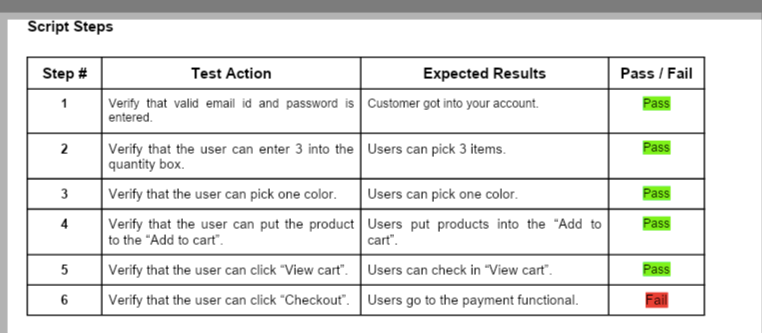 Script Steps
Step # Test Action Expected Results Pass / Fail
1 Verify that valid email id and password is Customer got into your account. Pass
entered.
2 Verify that the user can enter 3 into the Users can pick 3 items. Pass
quantity box.
3 Verify that the user can pick one color. Users can pick one color. Pass
4 Verify that the user can put the product Users put products into the “Add to Pass
to the “Add to cart”. cart”.
5 Verify that the user can click “View cart”. Users can check in “View cart”. Pass
6 Verify that the user can click “Checkout”. Users go to the payment functional. Fail